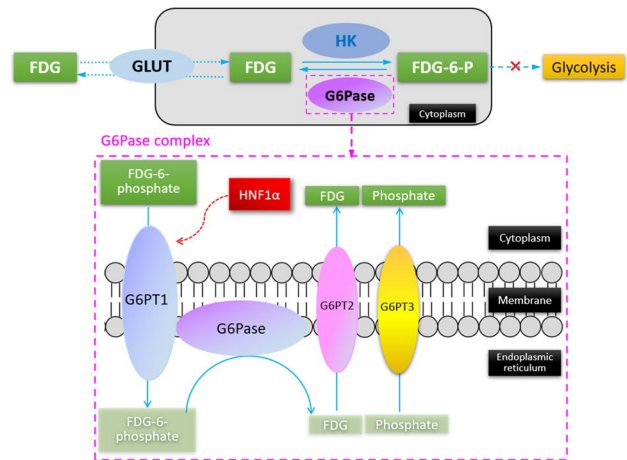 HK
FDG
GLUT
FDG
FDG-6-P
Glycolysis
G6Pase
Cytoplasm
G6Pase complex
FDG-6-
phosphate
HNF1α
FDG
Phosphate
Cytoplasm
G6PT1
G6PT2
G6PT3
Membrane
G6Pase
Endoplasmic
reticulum
FDG-6-
phosphate
FDG
Phosphate